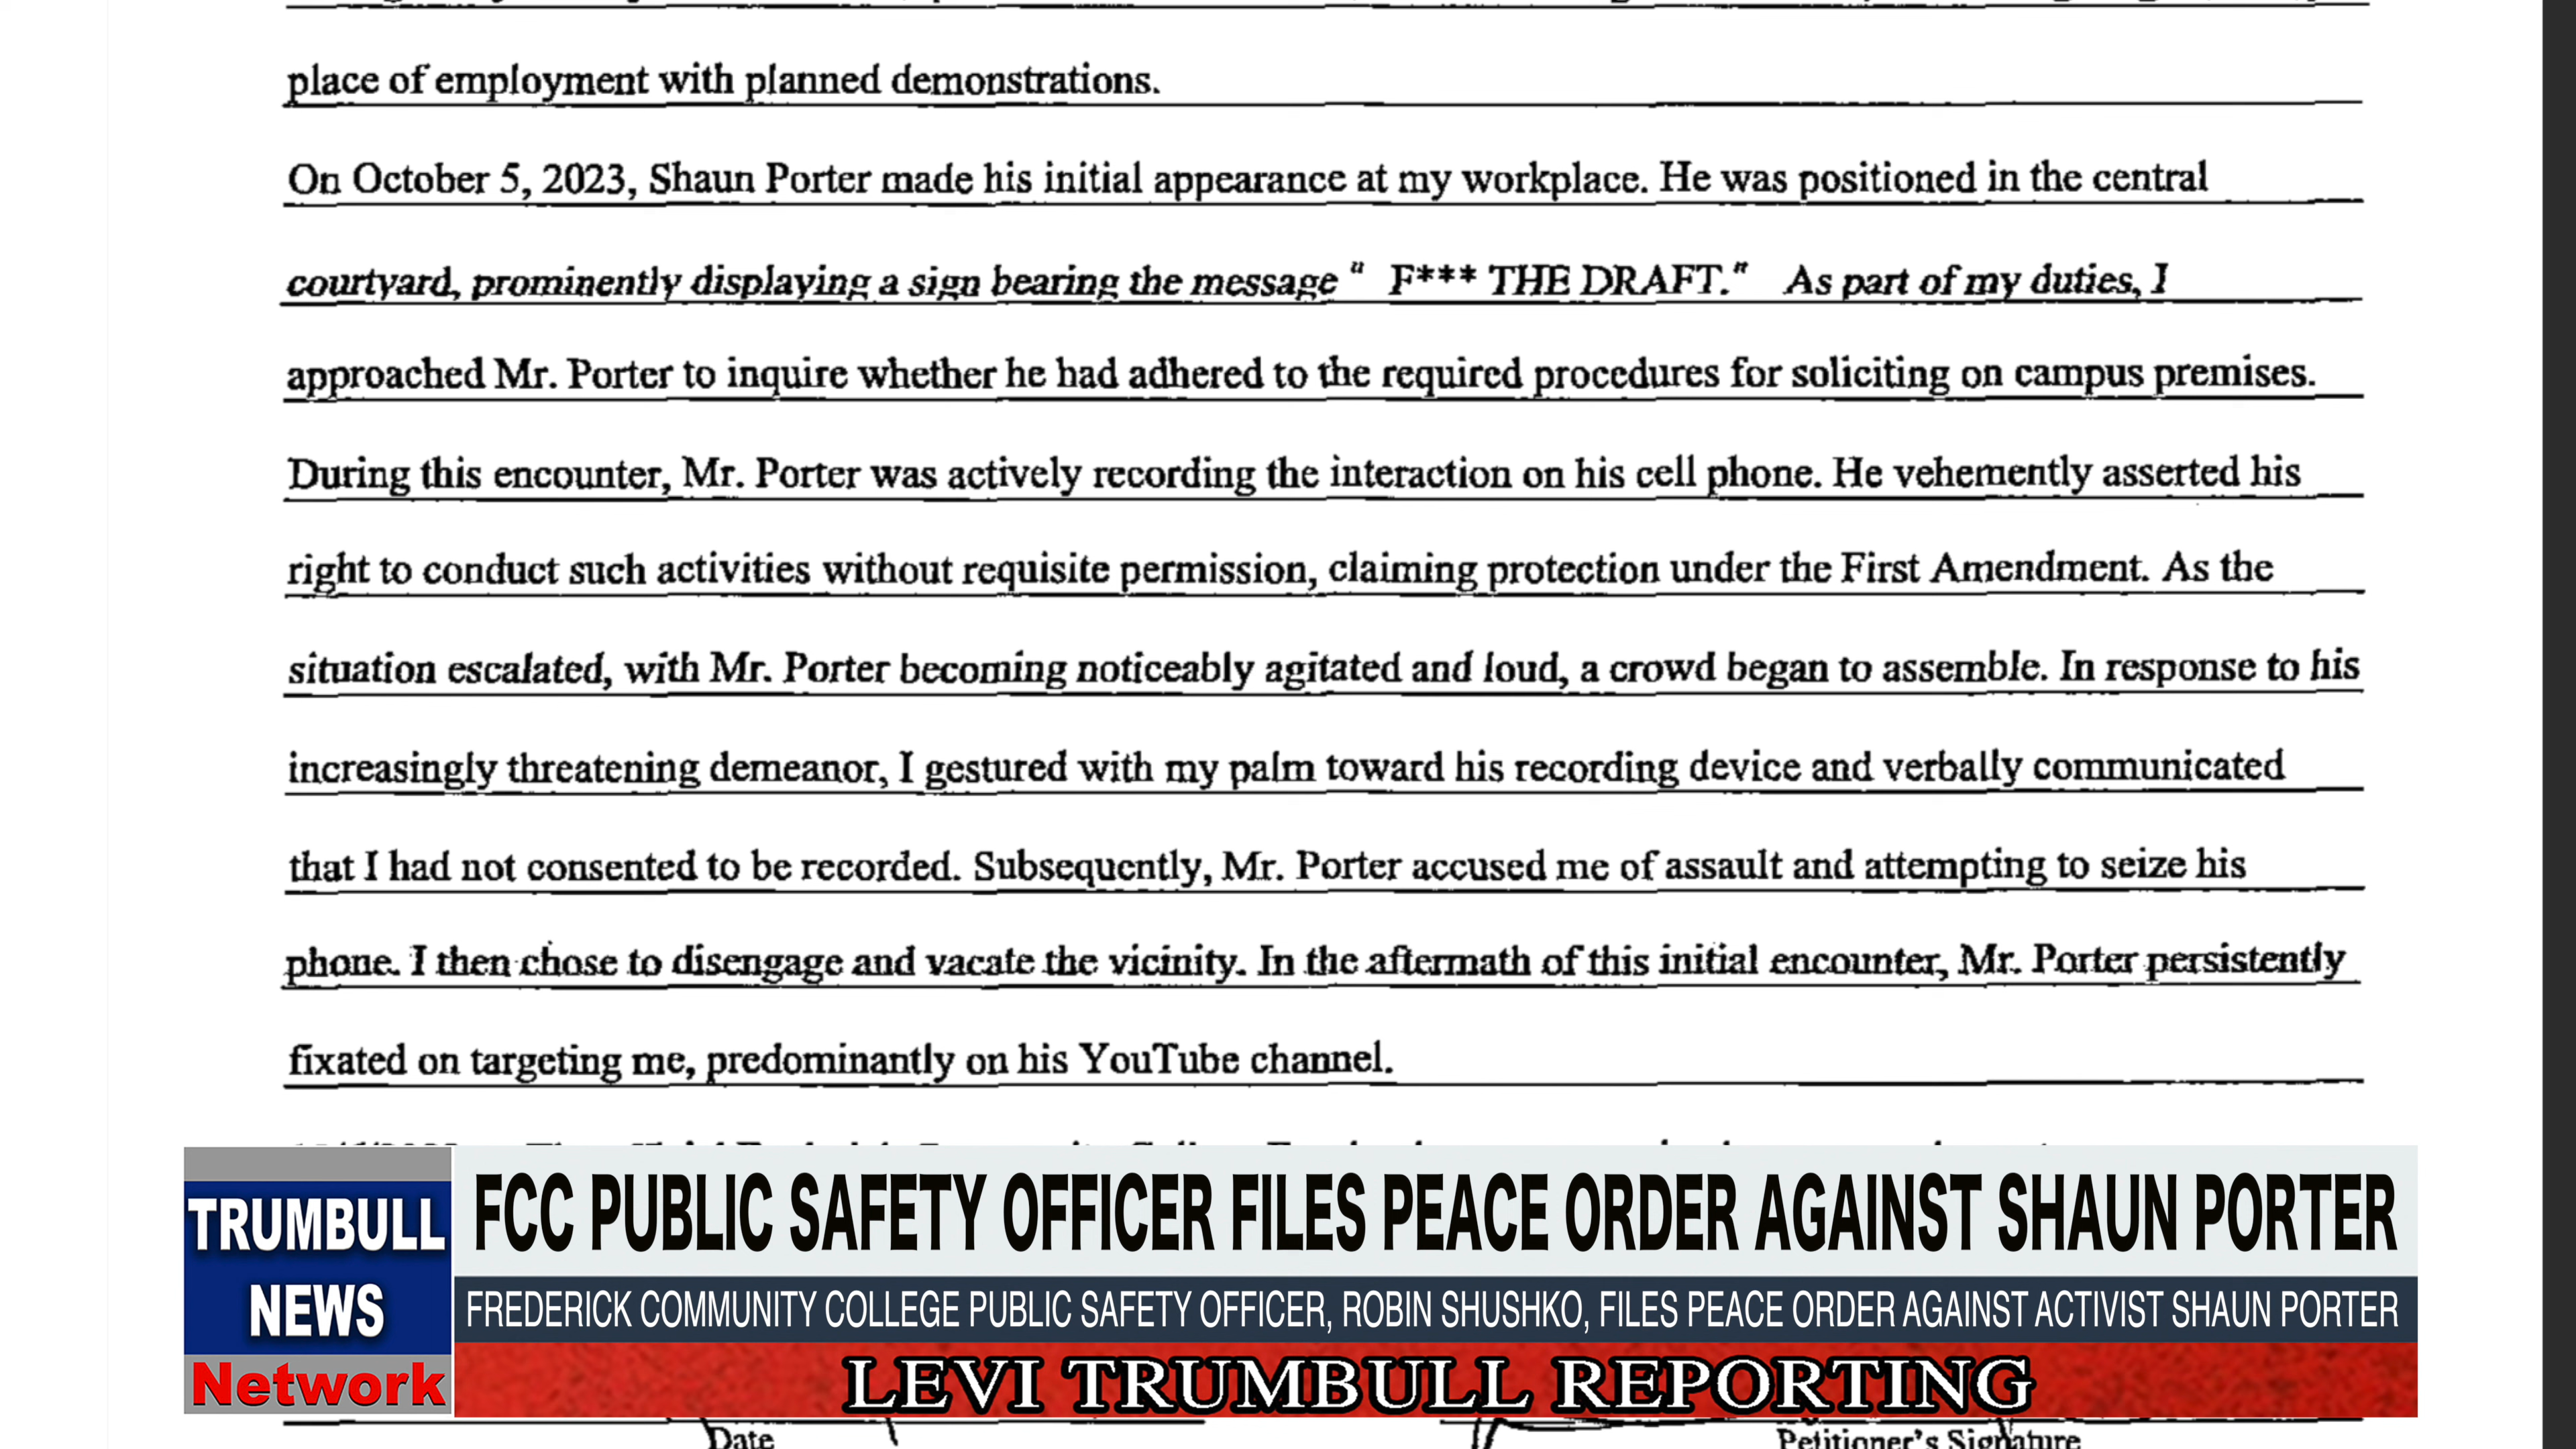 place of employment with planned demonstrations.
On October 5, 2023, Shaun Porter made his initial appearance at my workplace. He was positioned in the central
courtyard, prominently displaying a sign bearing the message " F*** THE DRAFT." As part of my duties, I
approached Mr. Porter to inquire whether he had adhered to the required procedures for soliciting on campus premises.
During this encounter, Mr. Porter was actively recording the interaction on his cell phone. He vehemently asserted his
right to conduct such activities without requisite permission, claiming protection under the First Amendment. As the
situation escalated, with Mr. Porter becoming noticeably agitated and loud, a crowd began to assemble. In response to his
increasingly threatening demeanor, I gestured with my palm toward his recording device and verbally communicated
that I had not consented to be recorded. Subsequently, Mr. Porter accused me of assault and attempting to seize his
phone. I then chose to disengage and vacate the vicinity. In the aftermath of this initial encounter, Mr. Porter persistently
fixated on targeting me, predominantly on his YouTube channel.
TRUMBULL
NEWS
Network
FCC PUBLIC SAFETY OFFICER FILES PEACE ORDER AGAINST SHAUN PORTER
FREDERICK COMMUNITY COLLEGE PUBLIC SAFETY OFFICER, ROBIN SHUSHKO, FILES PEACE ORDER AGAINST ACTIVIST SHAUN PORTER
LEVI TRUMBULL REPORTING
Date
Petitioner's Signature